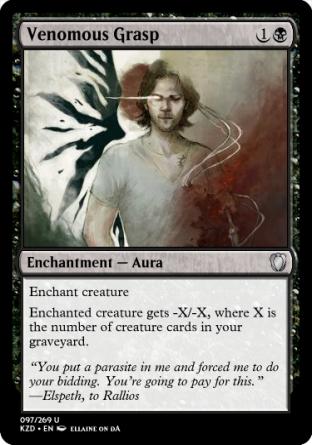 Venomous Grasp 1
Enchantment — Aura
Enchant creature
Enchanted creature gets -X/-X, where X is
the number of creature cards in your
graveyard.
“You put a parasite in me and forced me to do
your bidding. You're going to pay for this.”
—Elspeth, to Rallios
097/269 U
KZD • EN ELLAINE ON DA